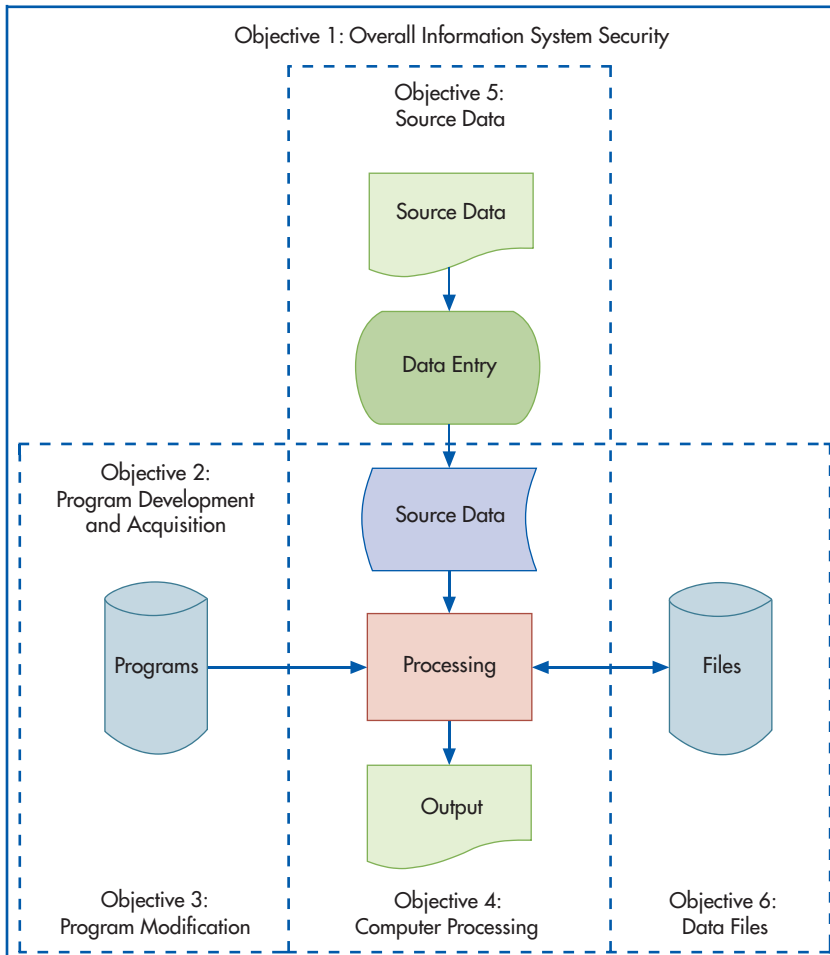 Objective 1: Overall Information System Security
Objective 5:
Source Data
Source Data
Data Entry
Objective 2:
Program Development
and Acquisition
Source Data
Programs
Processing
Files
Output
Objective 3:
Program Modification
Objective 4:
Computer Processing
Objective 6:
Data Files